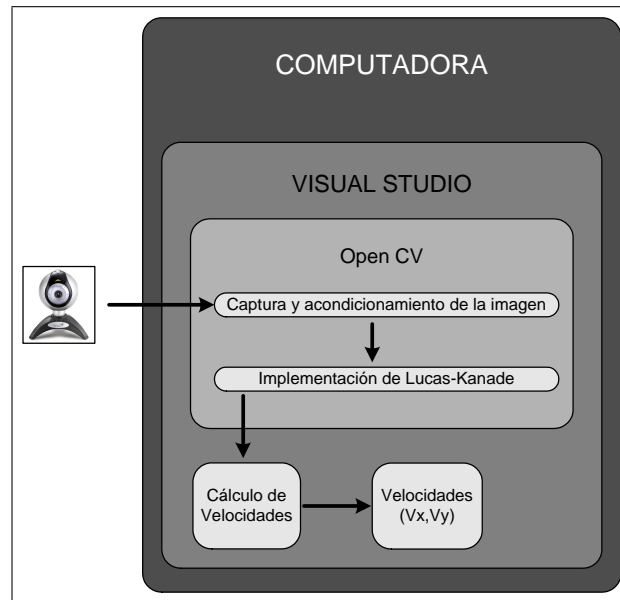 COMPUTADORA
VISUAL STUDIO
Open CV
Captura y acondicionamiento de la imagen
Implementación de Lucas-Kanade
Cálculo de
Velocidades
Velocidades
(Vx,Vy)